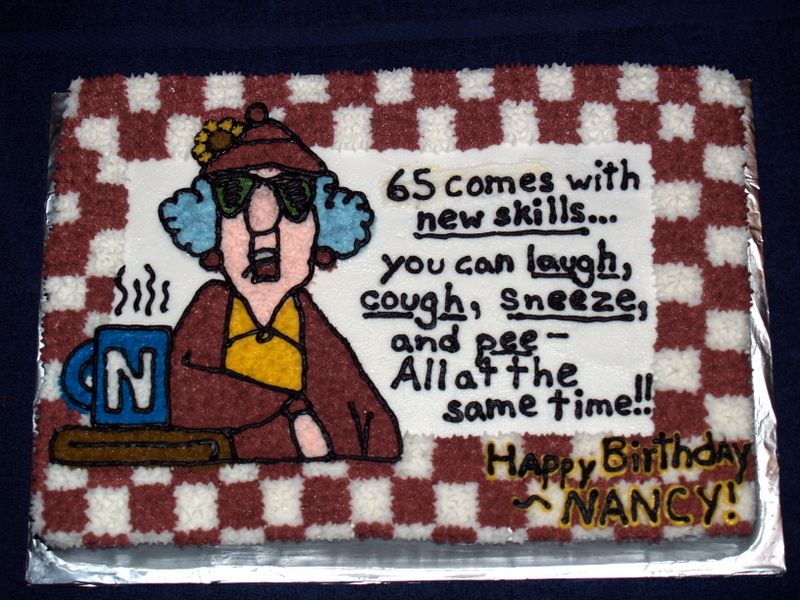 65 comes with
new skills...
you can laugh,
cough, sneeze,
and pee -
All at the
same time!!
N
Happy Birthday
~ NANCY!